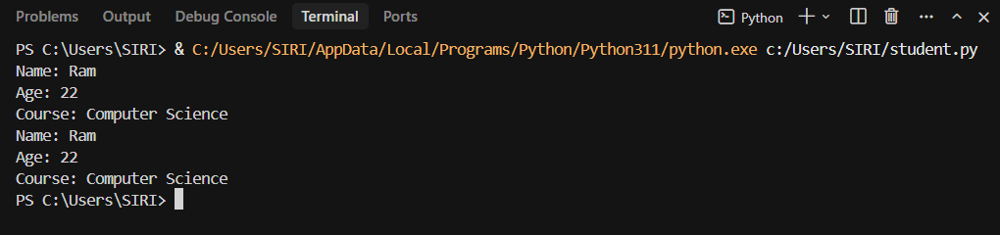 Problems Output Debug Console Terminal Ports Python
PS C:\Users\SIRI> & C:/Users/SIRI/AppData/Local/Programs/Python/Python311/python.exe c:/Users/SIRI/student.py
Name: Ram
Age: 22
Course: Computer Science
Name: Ram
Age: 22
Course: Computer Science
PS C:\Users\SIRI>